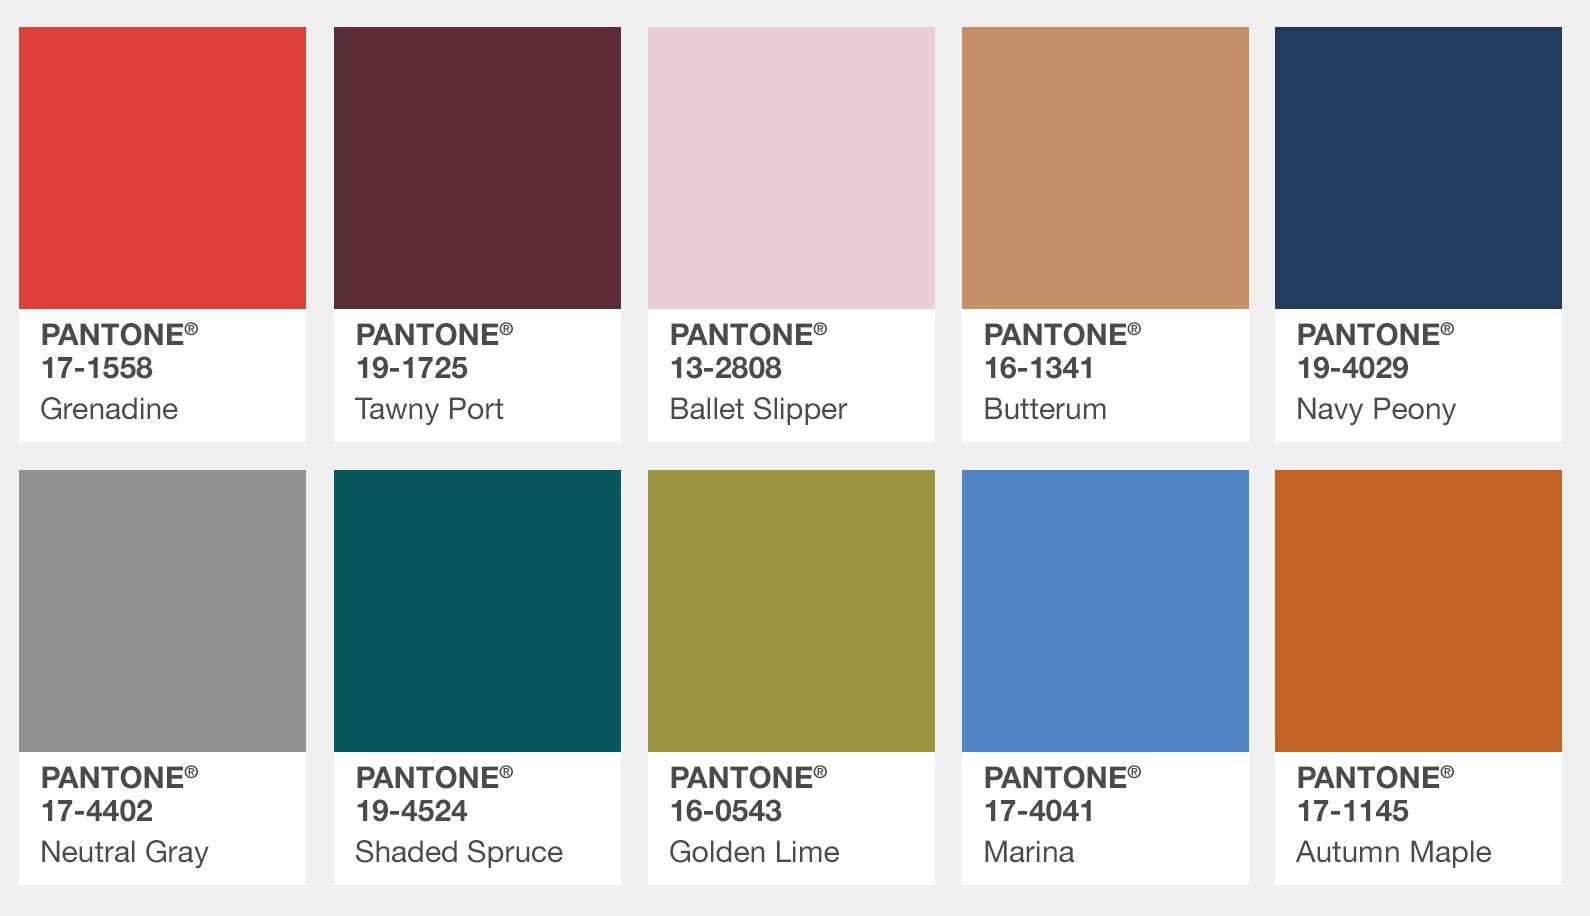 PANTONE®
17-1558
Grenadine
PANTONE®
19-1725
Tawny Port
PANTONE®
13-2808
Ballet Slipper
PANTONE®
16-1341
Butterum
PANTONE®
19-4029
Navy Peony
PANTONE®
17-4402
Neutral Gray
PANTONE®
19-4524
Shaded Spruce
PANTONE®
16-0543
Golden Lime
PANTONE®
17-4041
Marina
PANTONE®
17-1145
Autumn Maple